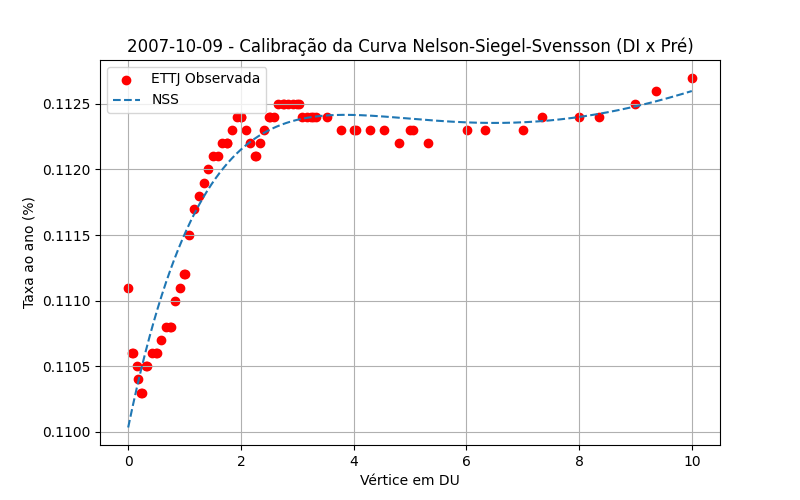 2007-10-09 - Calibração da Curva Nelson-Siegel-Svensson (DI x Pré)
ETTJ Observada
NSS
Taxa ao ano (%)
0.1125
0.1120
0.1115
0.1110
0.1105
0.1100
0 2 4 6 8 10
Vértice em DU